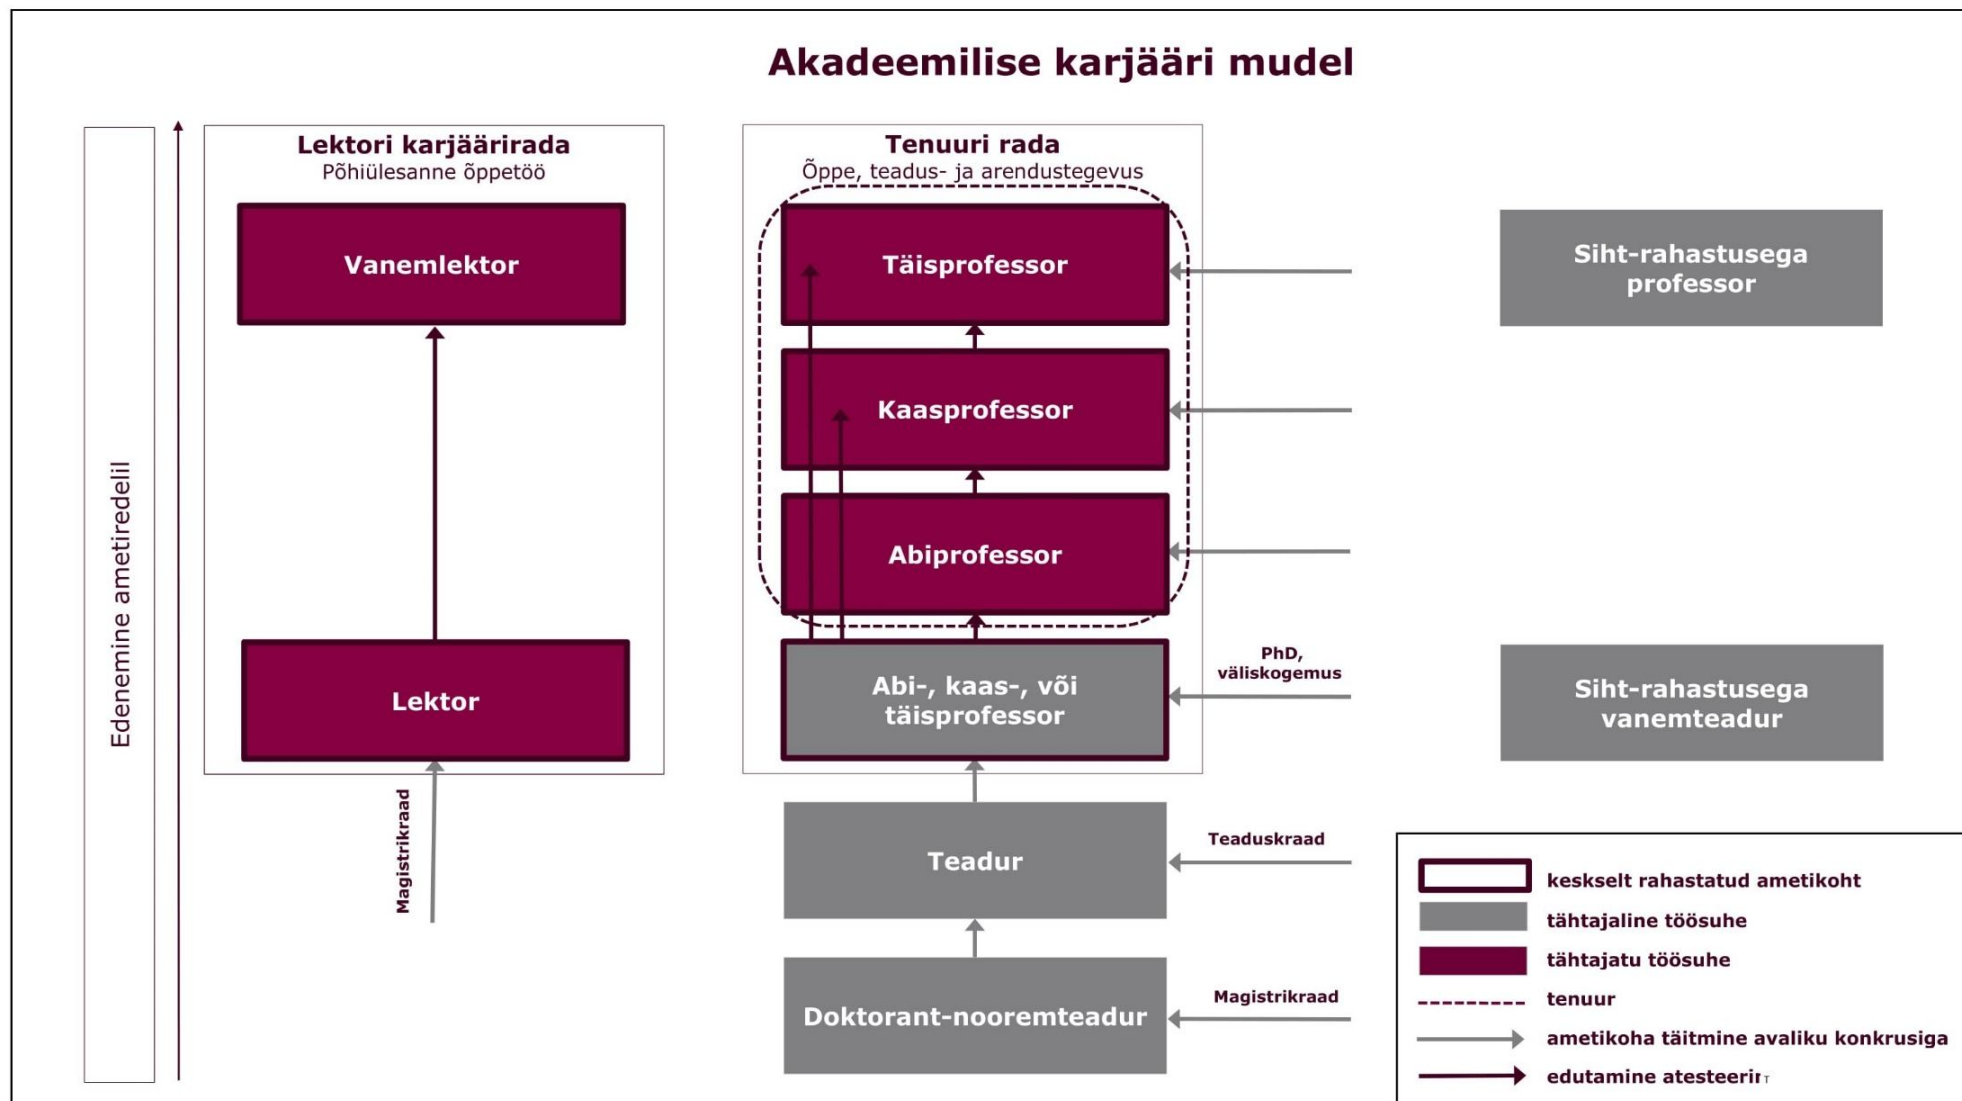 Akadeemilise karjääri mudel
Edenemine ametiredelil
Lektori karjäärirada
Põhiülesanne õppetöö
Vanemlektor
Lektor
Magistrikraad
Tenuuri rada
Õppe, teadus- ja arendustegevus
Täisprofessor
Kaasprofessor
Abiprofessor
Abi-, kaas-, või
täisprofessor
PhD,
väliskogemus
Teadur
Teaduskraad
Doktorant-nooremteadur
Magistrikraad
Siht-rahastusega
professor
Siht-rahastusega
vanemteadur
keskselt rahastatud ametikoht
tähtajaline töösuhe
tähtajatu töösuhe
tenuur
ametikoha täitmine avaliku konkrusiga
edutamine